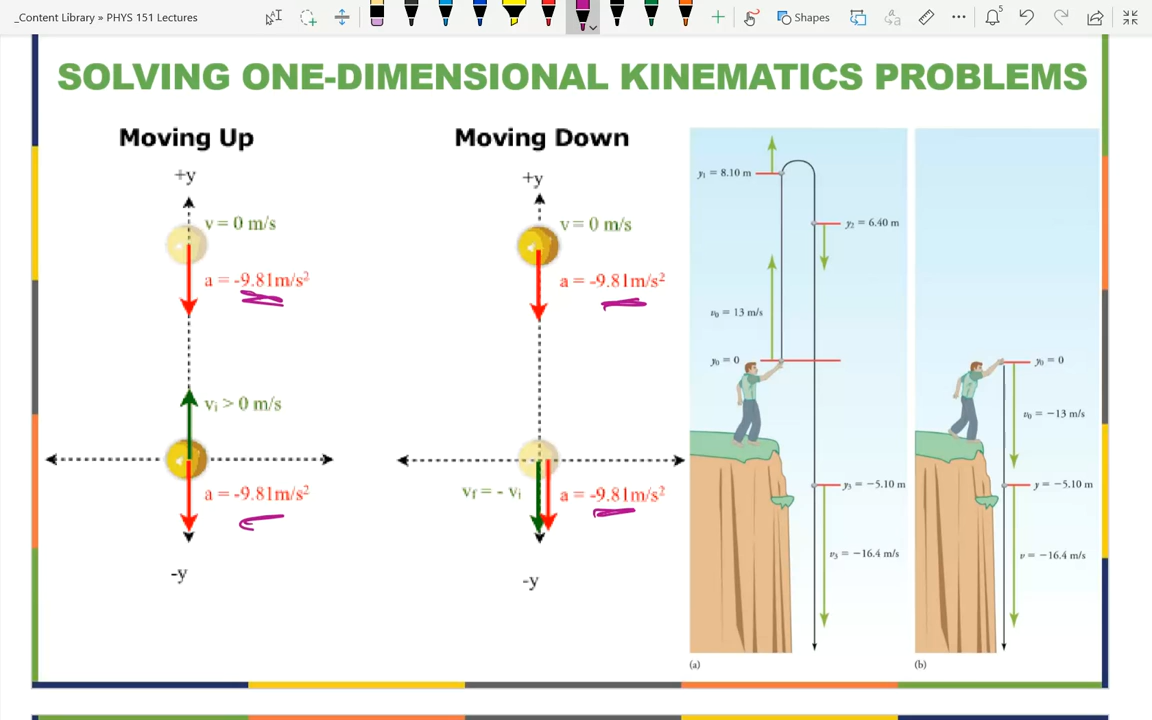 _Content Library » PHYS 151 Lectures
Shapes
5
SOLVING ONE-DIMENSIONAL KINEMATICS PROBLEMS
Moving Up
+y
v = 0 m/s
a = -9.81m/s²
vᵢ > 0 m/s
a = -9.81m/s²
-y
Moving Down
+y
v = 0 m/s
a = -9.81m/s²
v_f = - vᵢ
a = -9.81m/s²
-y
y₁ = 8.10 m
y₂ = 6.40 m
v₀ = 13 m/s
y₀ = 0
y₃ = −5.10 m
v₃ = −16.4 m/s
(a)
y₀ = 0
v₀ = −13 m/s
y = −5.10 m
v = −16.4 m/s
(b)